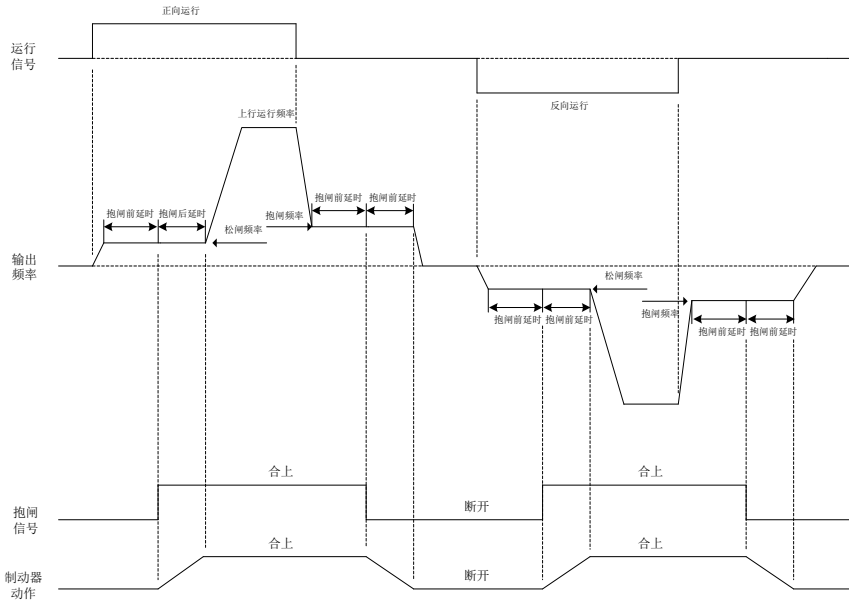 正向运行
运行
信号
反向运行
上行运行频率
抱闸前延时 抱闸后延时
抱闸前延时 抱闸前延时
抱闸频率
松闸频率
输出
频率
松闸频率
抱闸频率
抱闸前延时 抱闸前延时
抱闸前延时 抱闸前延时
合上
合上
抱闸
信号
断开
合上
合上
制动器
动作
断开